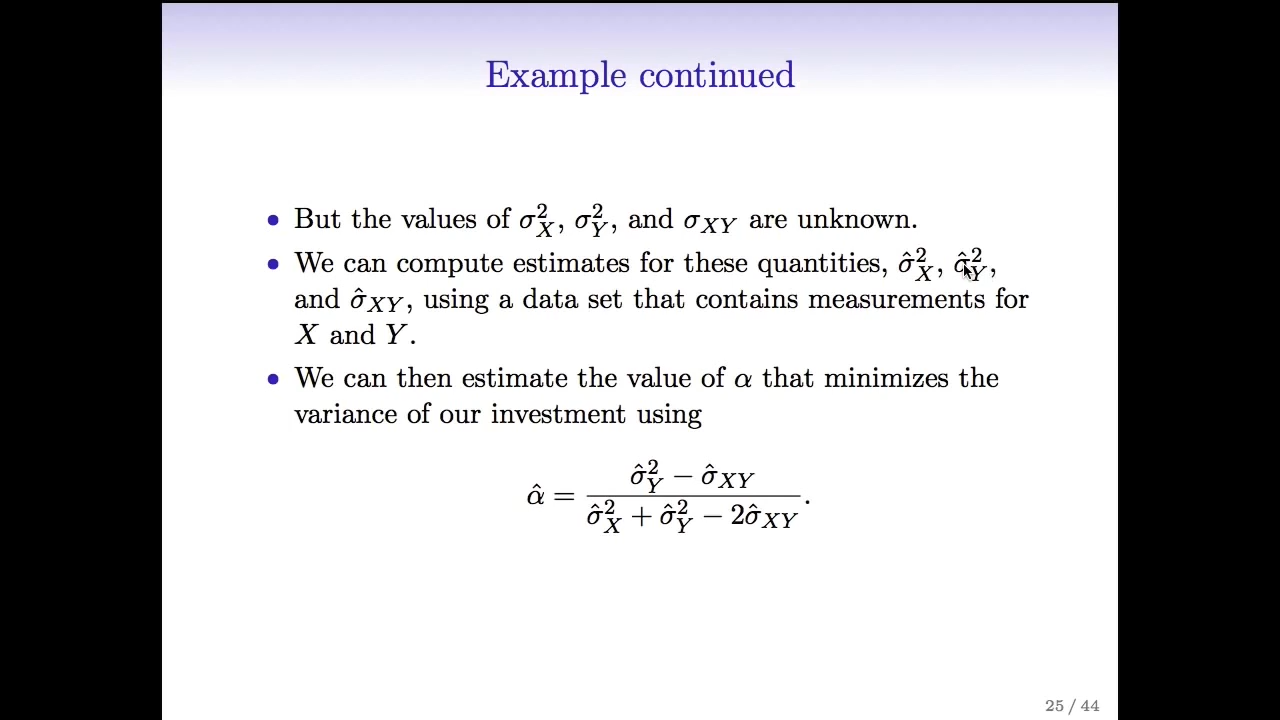 Example continued
• But the values of σ²_X, σ²_Y, and σ_XY are unknown.
• We can compute estimates for these quantities, σ̂²_X, σ̂²_Y,
and σ̂_XY, using a data set that contains measurements for
X and Y.
• We can then estimate the value of α that minimizes the
variance of our investment using
α̂ = (σ̂²_Y − σ̂_XY) / (σ̂²_X + σ̂²_Y − 2σ̂_XY).
25 / 44